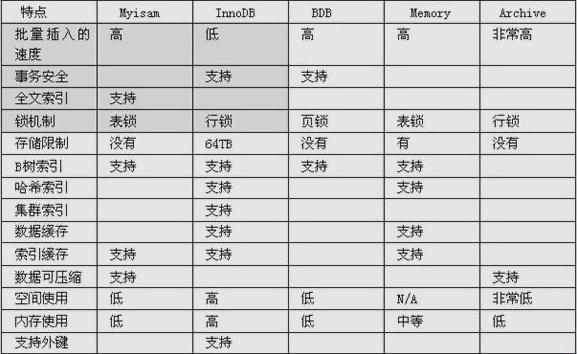 特点 Myisam InnoDB BDB Memory Archive
批量插入的 高 低 高 高 非常高
速度
事务安全 支持 支持
全文索引 支持
锁机制 表锁 行锁 页锁 表锁 行锁
存储限制 没有 64TB 没有 有 没有
B树索引 支持 支持 支持 支持
哈希索引 支持 支持
集群索引 支持
数据缓存 支持 支持
索引缓存 支持 支持 支持
数据可压缩 支持 支持
空间使用 低 高 低 N/A 非常低
内存使用 低 高 低 中等 低
支持外键 支持